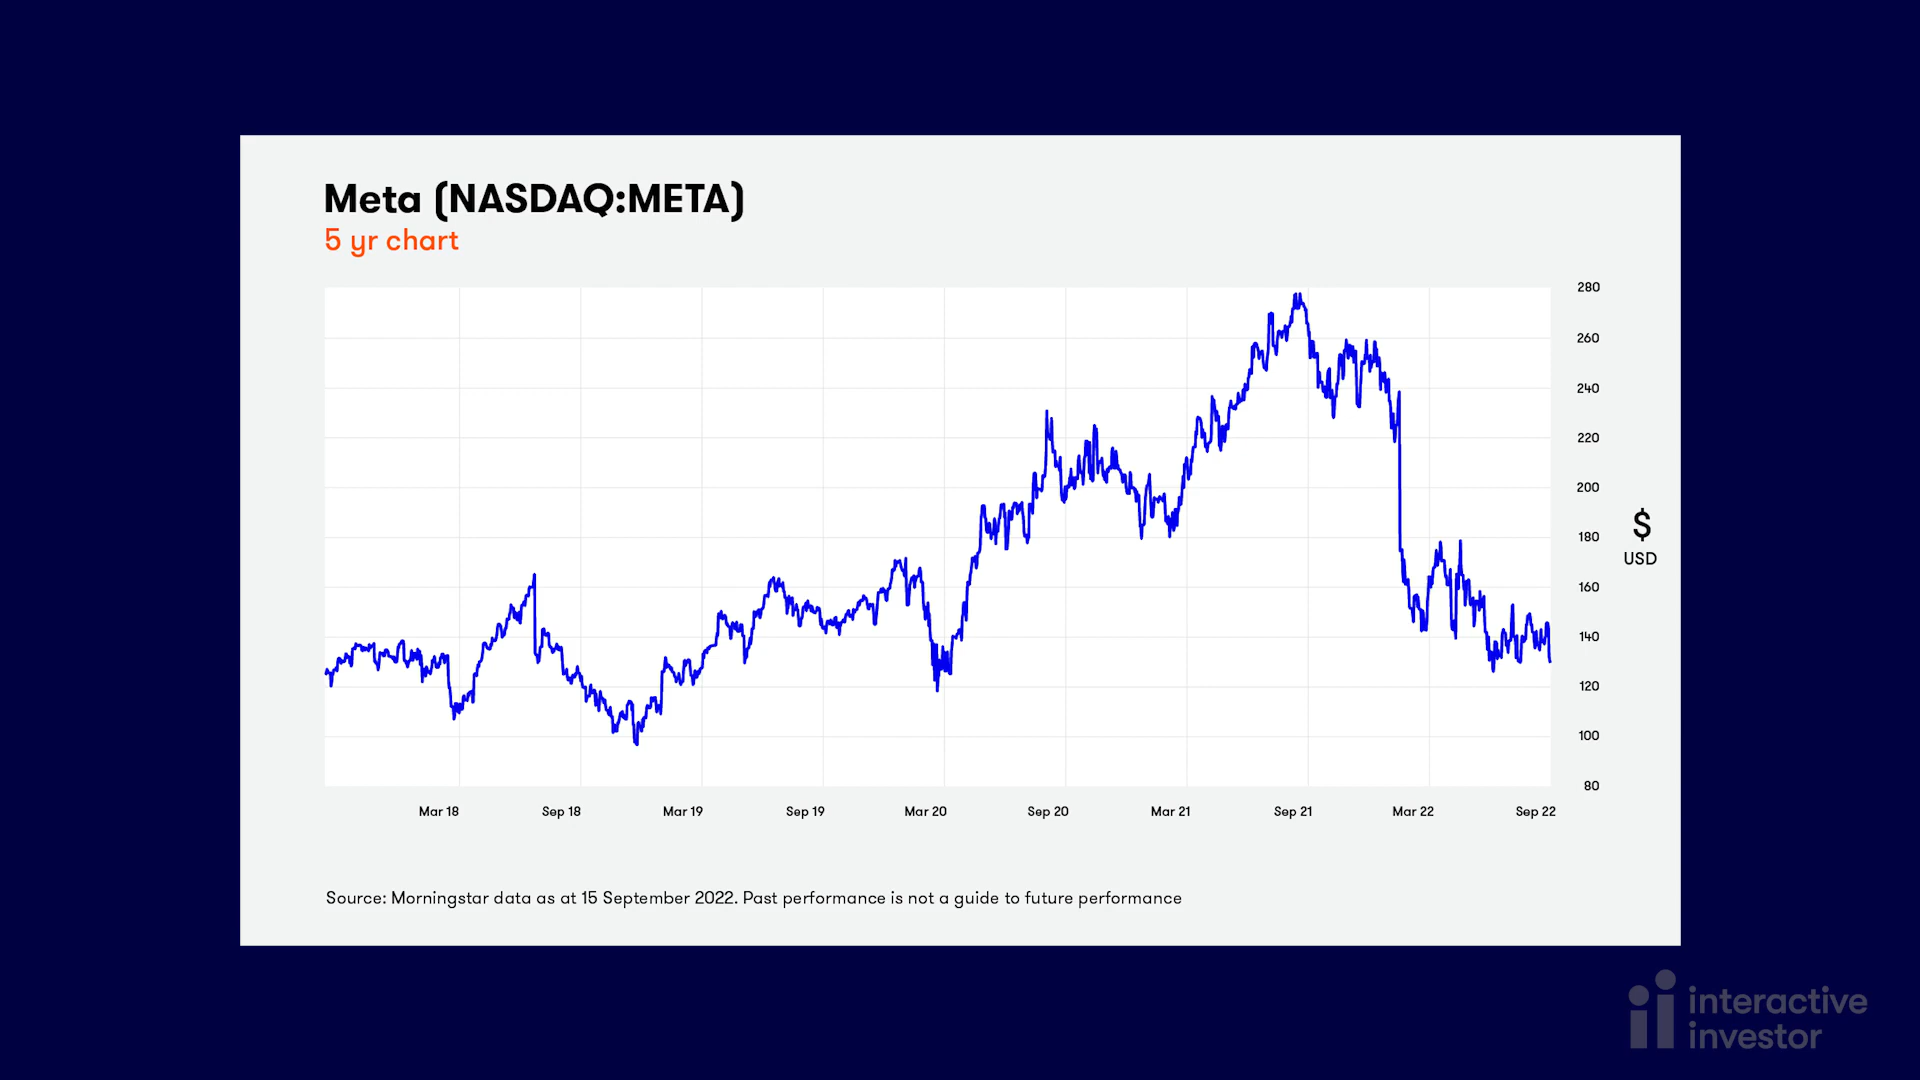 Meta (NASDAQ:META)
5 yr chart
280
260
240
220
200
180
160
140
120
100
80
$
USD
Mar 18 Sep 18 Mar 19 Sep 19 Mar 20 Sep 20 Mar 21 Sep 21 Mar 22 Sep 22
Source: Morningstar data as at 15 September 2022. Past performance is not a guide to future performance
ii interactive
investor